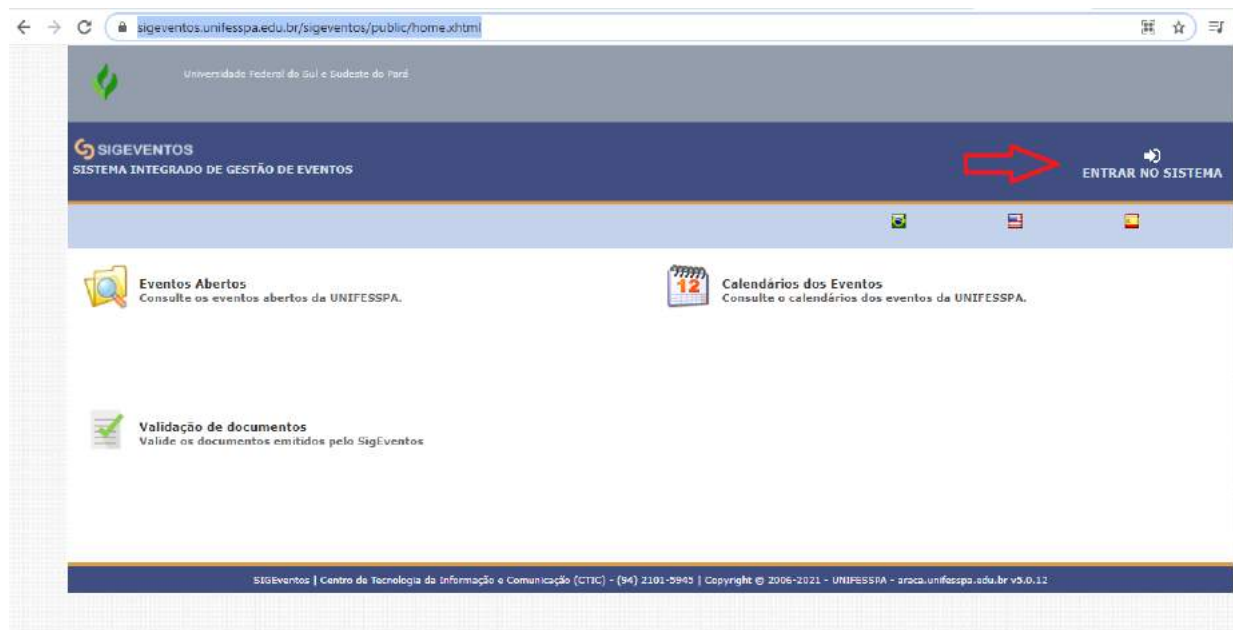 sigeventos.unifesspa.edu.br/sigeventos/public/home.xhtml
Universidade Federal do Sul e Sudeste do Pará
SIGEVENTOS
SISTEMA INTEGRADO DE GESTÃO DE EVENTOS
ENTRAR NO SISTEMA
Eventos Abertos
Consulte os eventos abertos da UNIFESSPA.
12
Calendários dos Eventos
Consulte o calendários dos eventos da UNIFESSPA.
Validação de documentos
Valide os documentos emitidos pelo SigEventos
SIGEventos | Centro de Tecnologia da Informação e Comunicação (CTIC) - (94) 2101-5945 | Copyright © 2006-2021 - UNIFESSPA - araca.unifesspa.edu.br v5.0.12